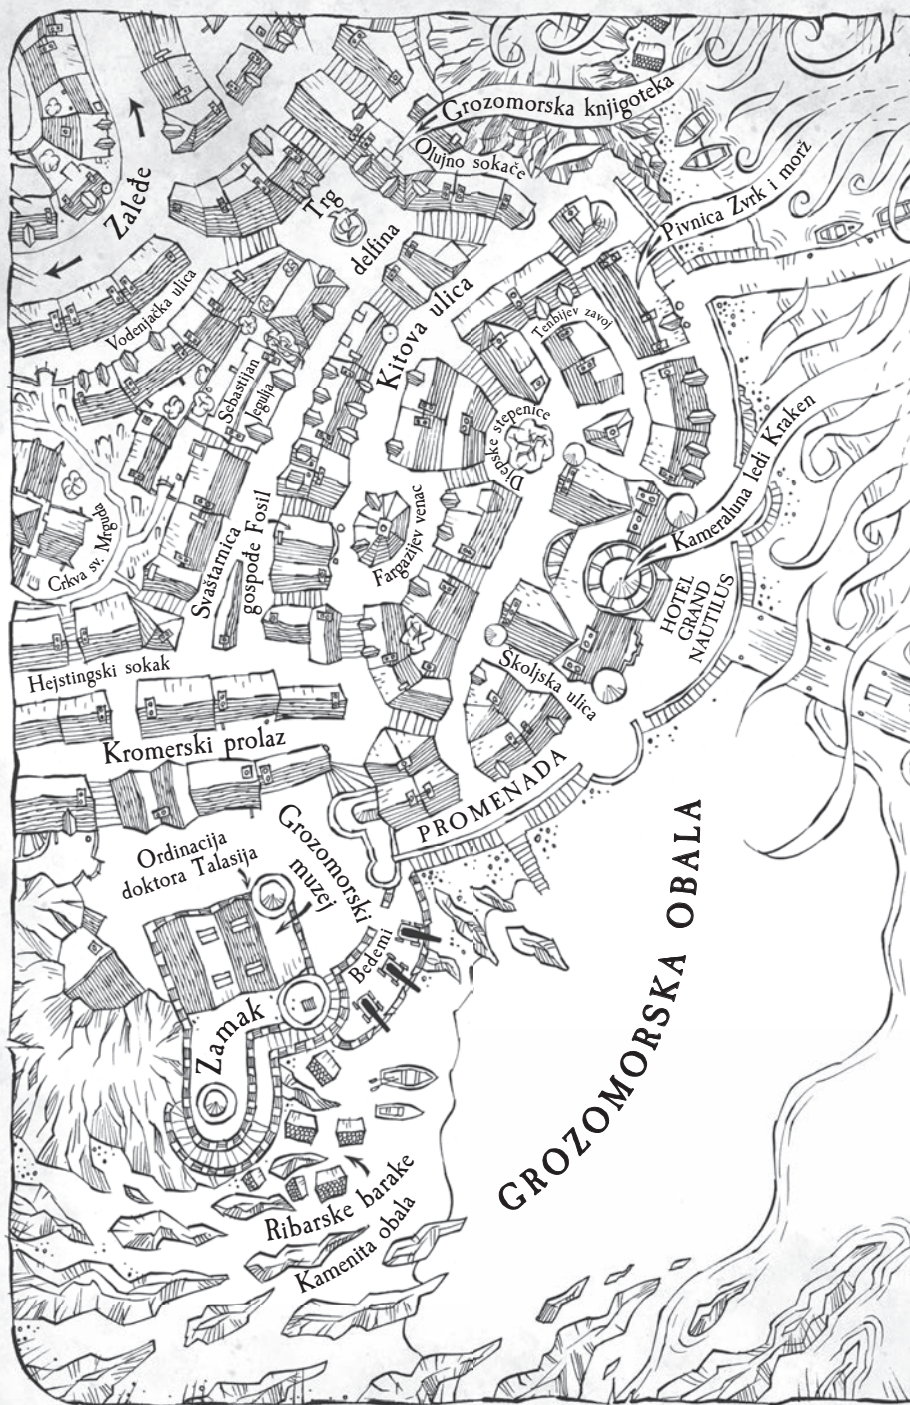 Grozomorska knjigoteka
Olujno sokače
Pivnica Zvrk i morž
Zaleđe
Trg
delfina
Kitova ulica
Vodenjačka ulica
Tenbijev zavoj
Sebastijan
Jegulja
Dΰepske stepenice
Kameraluna ledi Kraken
Crkva sv. Mrguda
Svaštarnica
gospođe Fosil
Fargazijev venac
HOTEL
GRAND
NAUTILUS
Hejstingski sokak
Školjska ulica
Kromerski prolaz
PROMENADA
Ordinacija
doktora Talasija
Grozomorski
muzej
Bedemi
Zamak
GROZOMORSKA OBALA
Ribarske barake
Kamenita obala